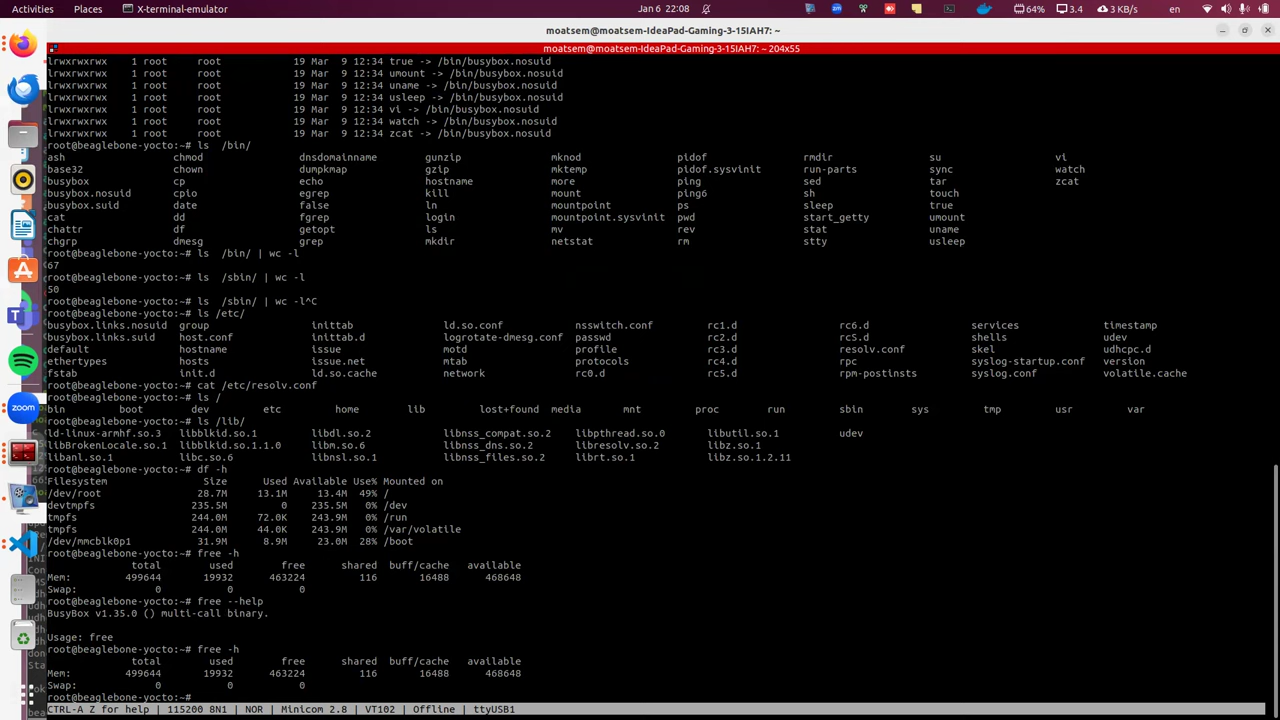 Activities Places X-terminal-emulator Jan 6 22:08 64% 3.4 3 KB/s en
moatsem@moatsem-IdeaPad-Gaming-3-15IAH7: ~
moatsem@moatsem-IdeaPad-Gaming-3-15IAH7: ~ 204x55
lrwxrwxrwx 1 root root 19 Mar 9 12:34 true -> /bin/busybox.nosuid
lrwxrwxrwx 1 root root 19 Mar 9 12:34 umount -> /bin/busybox.nosuid
lrwxrwxrwx 1 root root 19 Mar 9 12:34 uname -> /bin/busybox.nosuid
lrwxrwxrwx 1 root root 19 Mar 9 12:34 usleep -> /bin/busybox.nosuid
lrwxrwxrwx 1 root root 19 Mar 9 12:34 vi -> /bin/busybox.nosuid
lrwxrwxrwx 1 root root 19 Mar 9 12:34 watch -> /bin/busybox.nosuid
lrwxrwxrwx 1 root root 19 Mar 9 12:34 zcat -> /bin/busybox.nosuid
root@beaglebone-yocto:~# ls /bin/
ash chmod dnsdomainname gunzip mknod pidof rmdir su vi
base32 chown dumpkmap gzip mktemp pidof.sysvinit run-parts sync watch
busybox cp echo hostname more ping sed tar zcat
busybox.nosuid cpio egrep kill mount ping6 sh touch
busybox.suid date false ln mountpoint ps sleep true
cat dd fgrep login mountpoint.sysvinit pwd start_getty umount
chattr df getopt ls mv rev stat uname
chgrp dmesg grep mkdir netstat rm stty usleep
root@beaglebone-yocto:~# ls /bin/ | wc -l
67
root@beaglebone-yocto:~# ls /sbin/ | wc -l
50
root@beaglebone-yocto:~# ls /sbin/ | wc -l^C
root@beaglebone-yocto:~# ls /etc/
busybox.links.nosuid group inittab ld.so.conf nsswitch.conf rc1.d rc6.d services timestamp
busybox.links.suid host.conf inittab.d logrotate-dmesg.conf passwd rc2.d rcS.d shells udev
default hostname issue motd profile rc3.d resolv.conf skel udhcpc.d
ethertypes hosts issue.net mtab protocols rc4.d rpc syslog-startup.conf version
fstab init.d ld.so.cache network rc0.d rc5.d rpm-postinsts syslog.conf volatile.cache
root@beaglebone-yocto:~# cat /etc/resolv.conf
root@beaglebone-yocto:~# ls /
bin boot dev etc home lib lost+found media mnt proc run sbin sys tmp usr var
root@beaglebone-yocto:~# ls /lib/
ld-linux-armhf.so.3 libblkid.so.1 libdl.so.2 libnss_compat.so.2 libpthread.so.0 libutil.so.1 udev
libBrokenLocale.so.1 libblkid.so.1.1.0 libm.so.6 libnss_dns.so.2 libresolv.so.2 libz.so.1
libanl.so.1 libc.so.6 libnsl.so.1 libnss_files.so.2 librt.so.1 libz.so.1.2.11
root@beaglebone-yocto:~# df -h
Filesystem Size Used Available Use% Mounted on
/dev/root 28.7M 13.1M 13.4M 49% /
devtmpfs 235.5M 0 235.5M 0% /dev
tmpfs 244.0M 72.0K 243.9M 0% /run
tmpfs 244.0M 44.0K 243.9M 0% /var/volatile
/dev/mmcblk0p1 31.9M 8.9M 23.0M 28% /boot
root@beaglebone-yocto:~# free -h
total used free shared buff/cache available
Mem: 499644 19932 463224 116 16488 468648
Swap: 0 0 0
root@beaglebone-yocto:~# free --help
BusyBox v1.35.0 () multi-call binary.
Usage: free
root@beaglebone-yocto:~# free -h
total used free shared buff/cache available
Mem: 499644 19932 463224 116 16488 468648
Swap: 0 0 0
root@beaglebone-yocto:~#
CTRL-A Z for help | 115200 8N1 | NOR | Minicom 2.8 | VT102 | Offline | ttyUSB1
zoom